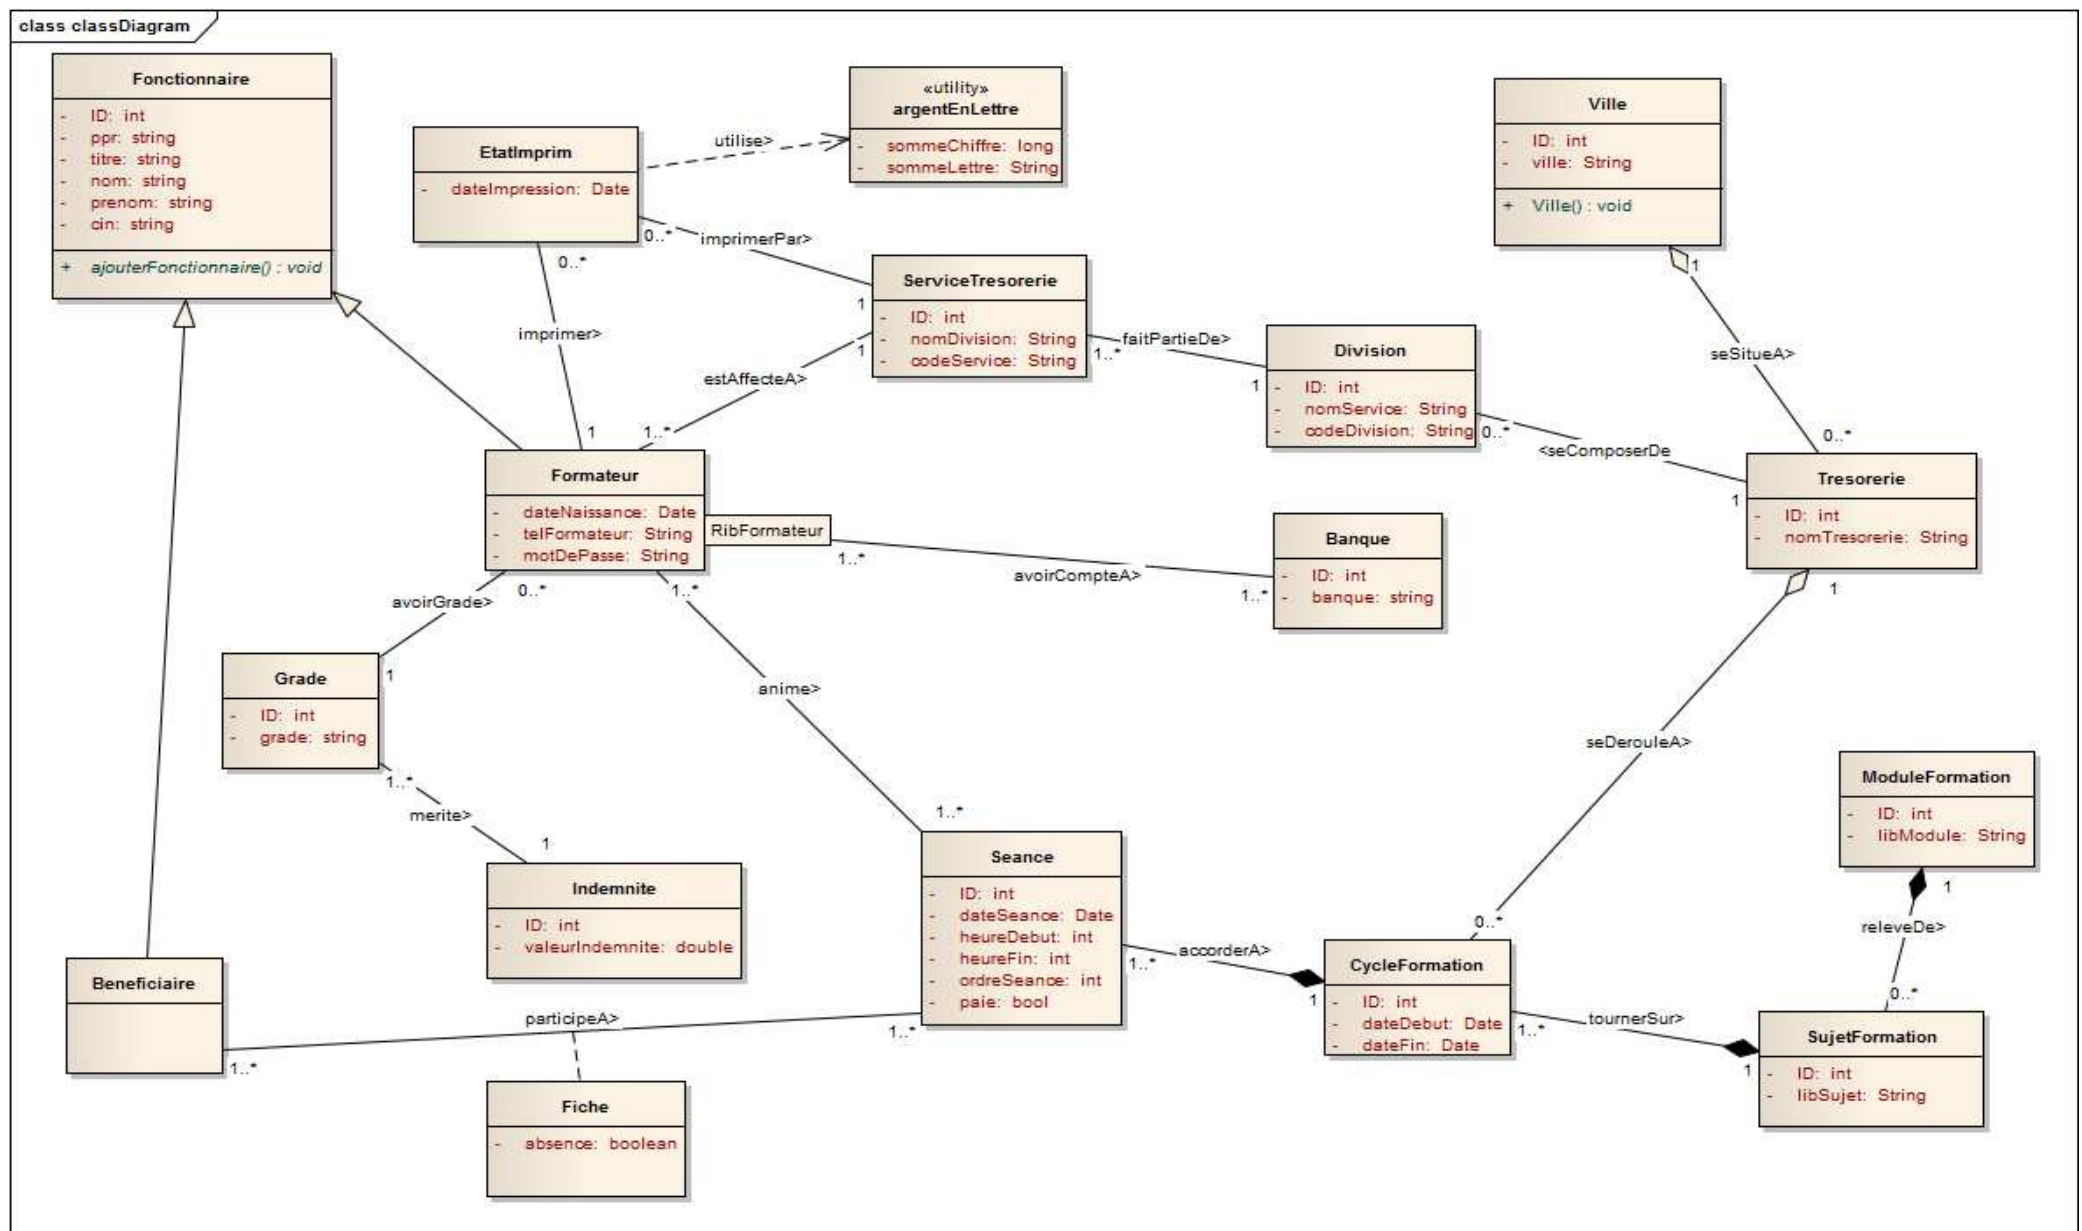 class classDiagram
Fonctionnaire
- ID: int
- ppr: string
- titre: string
- nom: string
- prenom: string
- cin: string
+ ajouterFonctionnaire() : void
EtatImprim
- dateImpression: Date
utilise>
«utility»
argentEnLettre
- sommeChiffre: long
- sommeLettre: String
Ville
- ID: int
- ville: String
+ Ville() : void
0..*
imprimerPar>
1
0..*
imprimer>
1
ServiceTresorerie
- ID: int
- nomDivision: String
- codeService: String
1
estAffecteA>
1..*
1..*
faitPartieDe>
1
Division
- ID: int
- nomService: String
- codeDivision: String
1
seSitueA>
0..*
0..*
<seComposerDe
1
Tresorerie
- ID: int
- nomTresorerie: String
Formateur
- dateNaissance: Date
- telFormateur: String
- motDePasse: String
RibFormateur
1..*
avoirCompteA>
1..*
Banque
- ID: int
- banque: string
0..*
avoirGrade>
1
1..*
anime>
1..*
1
seDerouleA>
0..*
Grade
- ID: int
- grade: string
1..*
merite>
1
Indemnite
- ID: int
- valeurIndemnite: double
Seance
- ID: int
- dateSeance: Date
- heureDebut: int
- heureFin: int
- ordreSeance: int
- paie: bool
ModuleFormation
- ID: int
- libModule: String
1
releveDe>
0..*
1..*
accorderA>
1
CycleFormation
- ID: int
- dateDebut: Date
- dateFin: Date
1..*
tournerSur>
1
SujetFormation
- ID: int
- libSujet: String
Beneficiaire
1..*
participeA>
1..*
Fiche
- absence: boolean